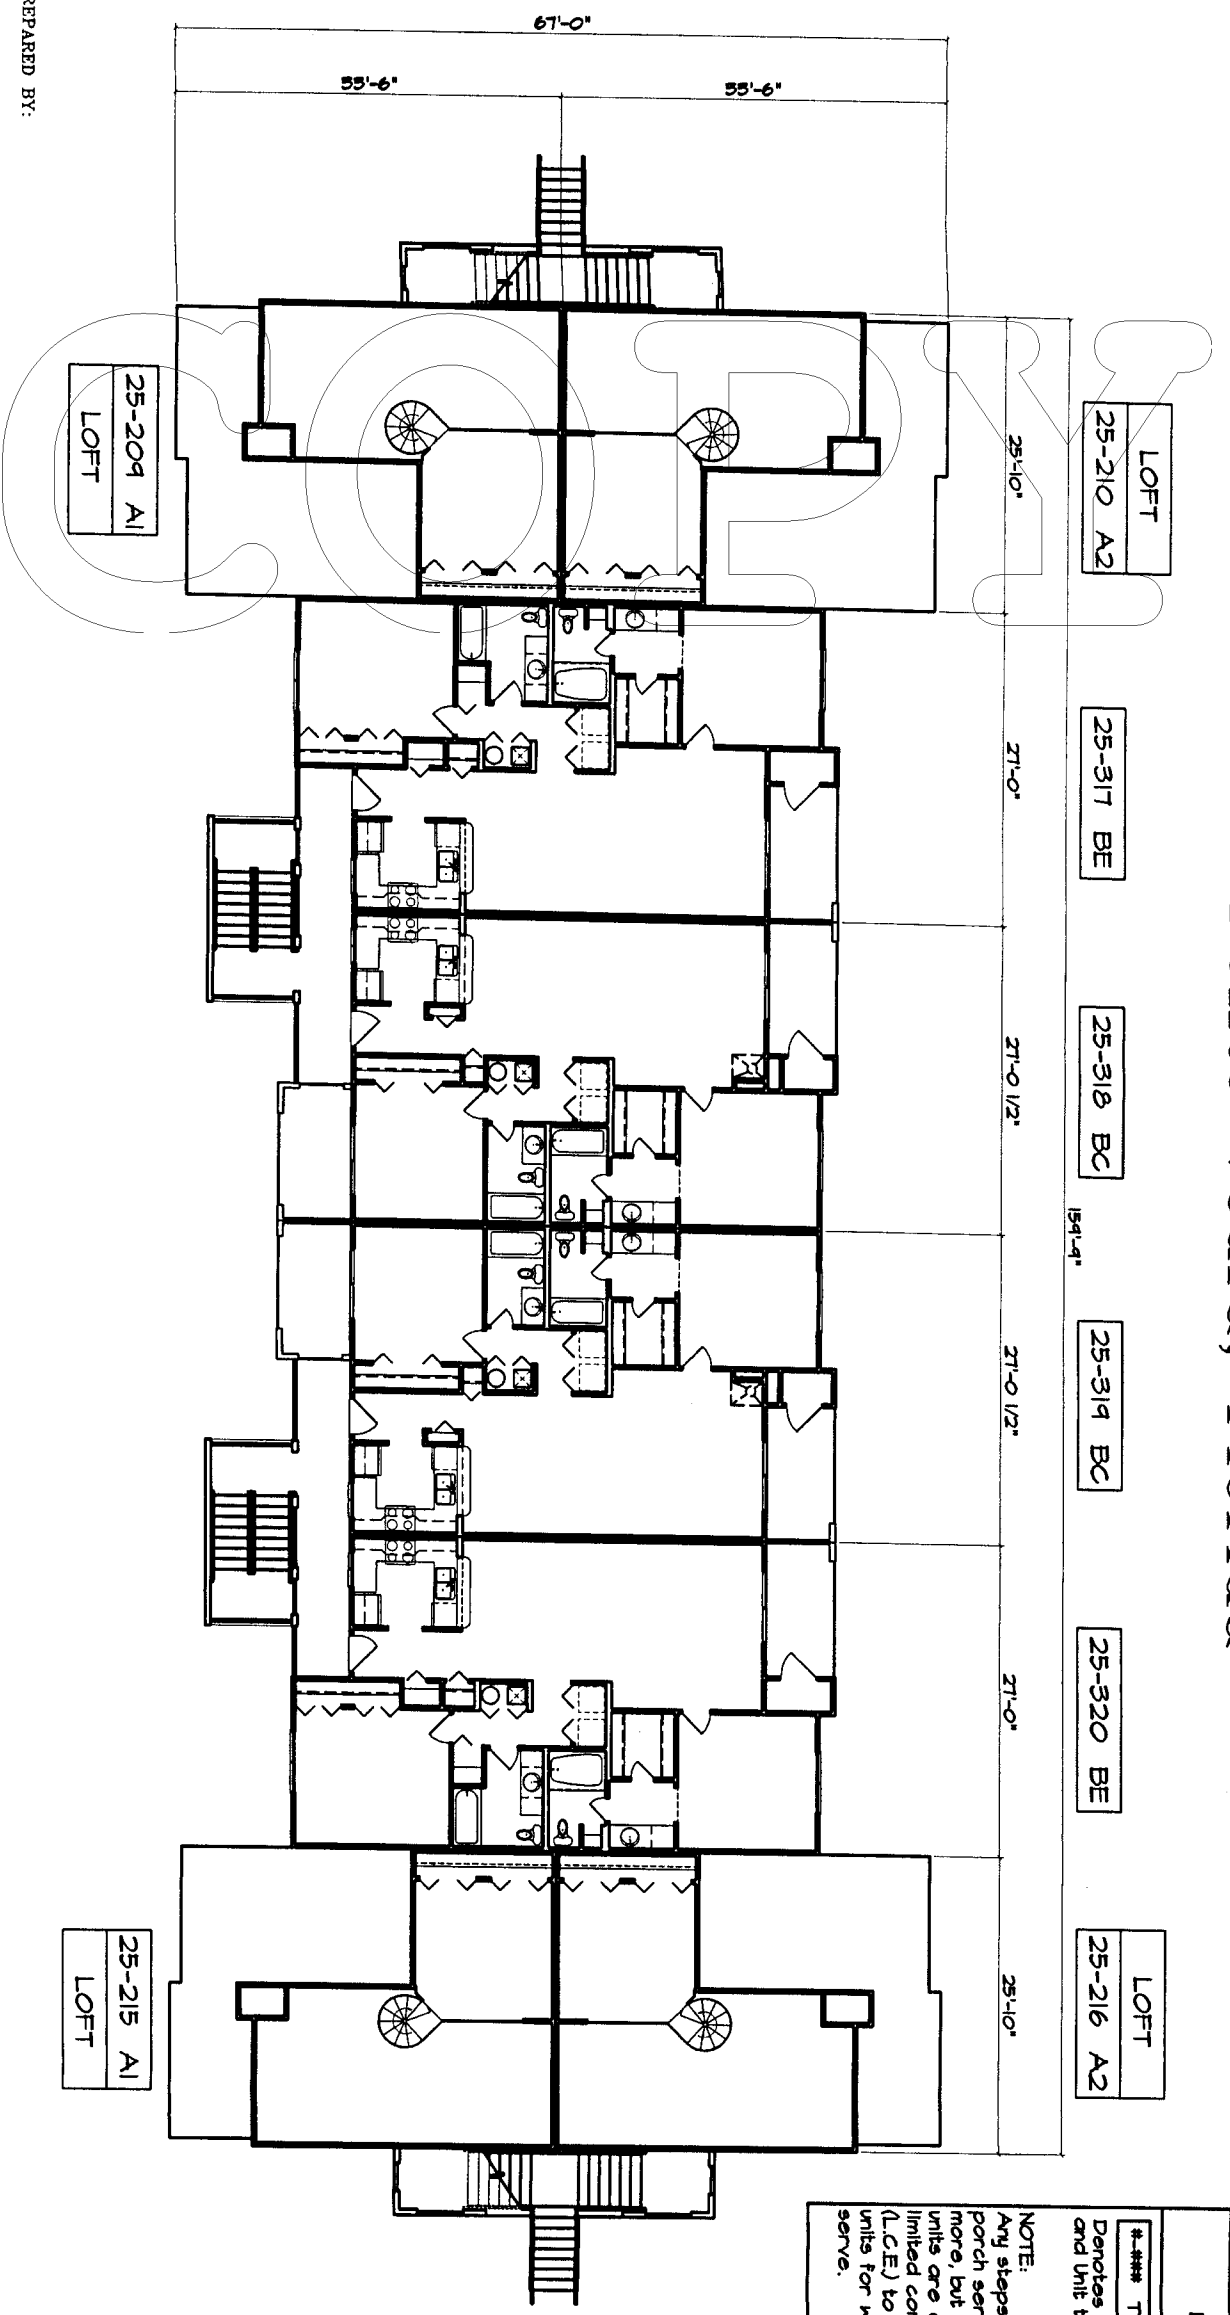 PREPARED BY:
67'-0"
33'-6"
33'-6"
COPY
LOFT
25-210 A2
25-317 BE
25-318 BC
25-319 BC
25-320 BE
LOFT
25-216 A2
159'-9"
25'-10"
27'-0"
27'-0 1/2"
27'-0 1/2"
27'-0"
25'-10"
25-209 A1
LOFT
25-215 A1
LOFT
#-###
Denotes
and Unit
NOTE:
Any steps
porch
more, but
units are
limited
(L.C.E.) to
units for
serve.